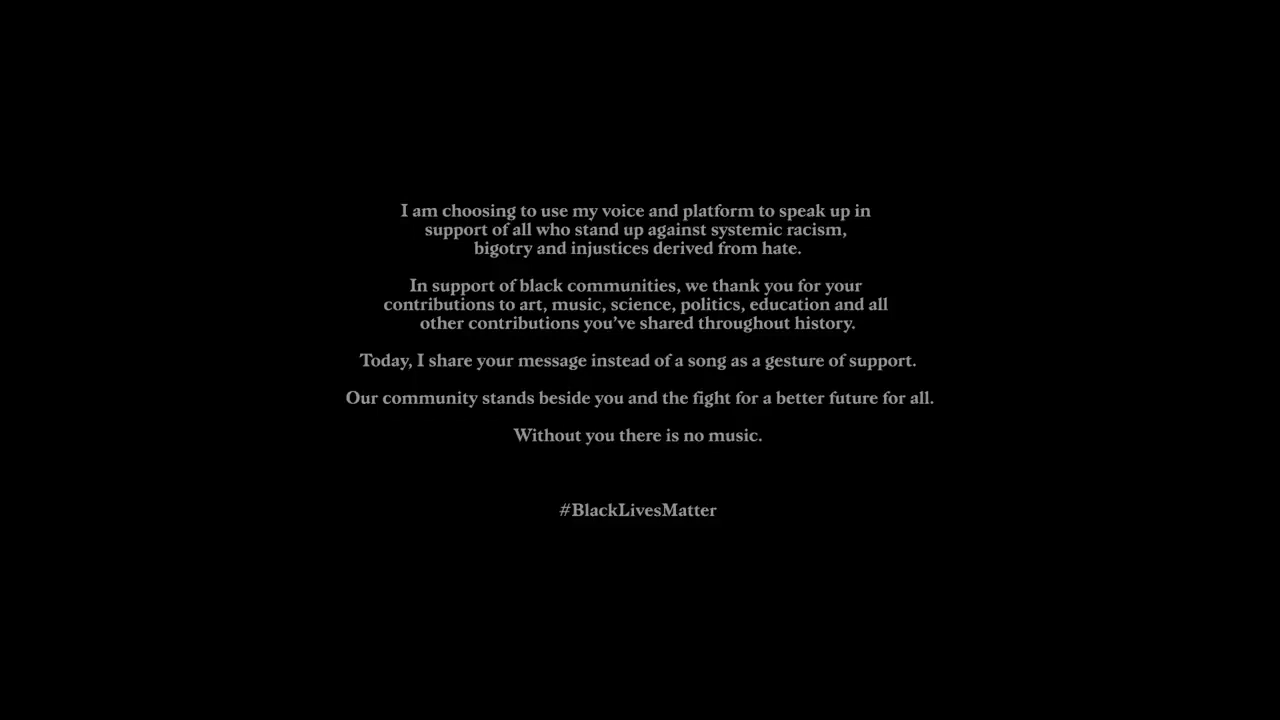 I am choosing to use my voice and platform to speak up in
support of all who stand up against systemic racism,
bigotry and injustices derived from hate.
In support of black communities, we thank you for your
contributions to art, music, science, politics, education and all
other contributions you’ve shared throughout history.
Today, I share your message instead of a song as a gesture of support.
Our community stands beside you and the fight for a better future for all.
Without you there is no music.
#BlackLivesMatter